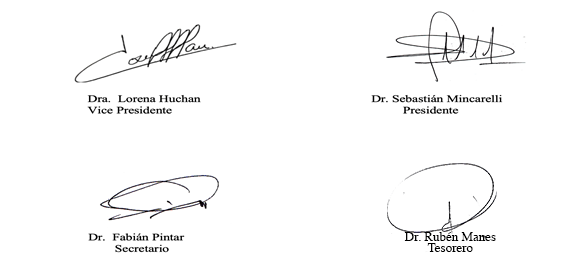 Dra. Lorena Huchan
Vice Presidente
Dr. Sebastián Mincarelli
Presidente
Dr. Fabián Pintar
Secretario
Dr. Rubén Manes
Tesorero